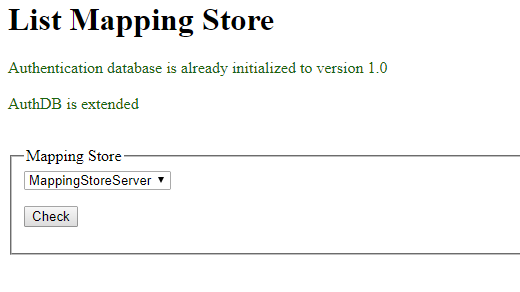 List Mapping Store
Authentication database is already initialized to version 1.0
AuthDB is extended
Mapping Store
MappingStoreServer
Check